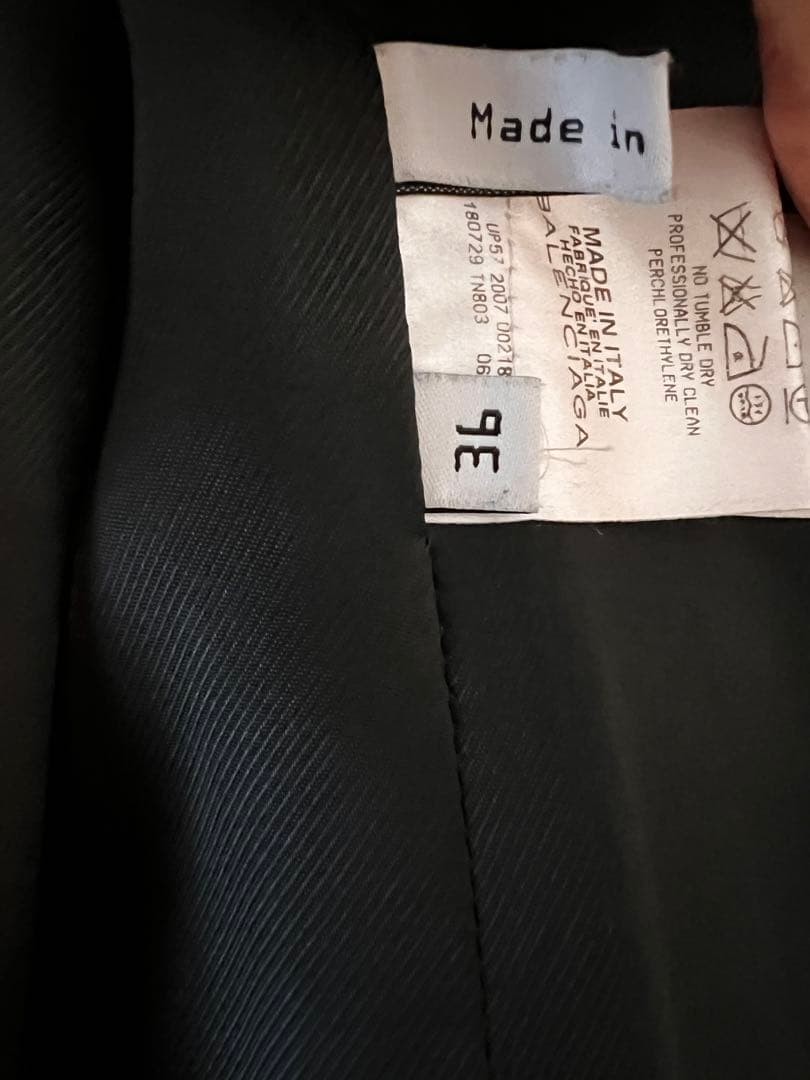 Made in
UP57 2007 00218
180729 TN803 06
BALENCIAGA
MADE IN ITALY
FABRIQUE' EN ITALIE
HECHO EN ITALIA
NO TUMBLE DRY
PROFESSIONALLY DRY CLEAN
PERCHLORETHYLENE
36